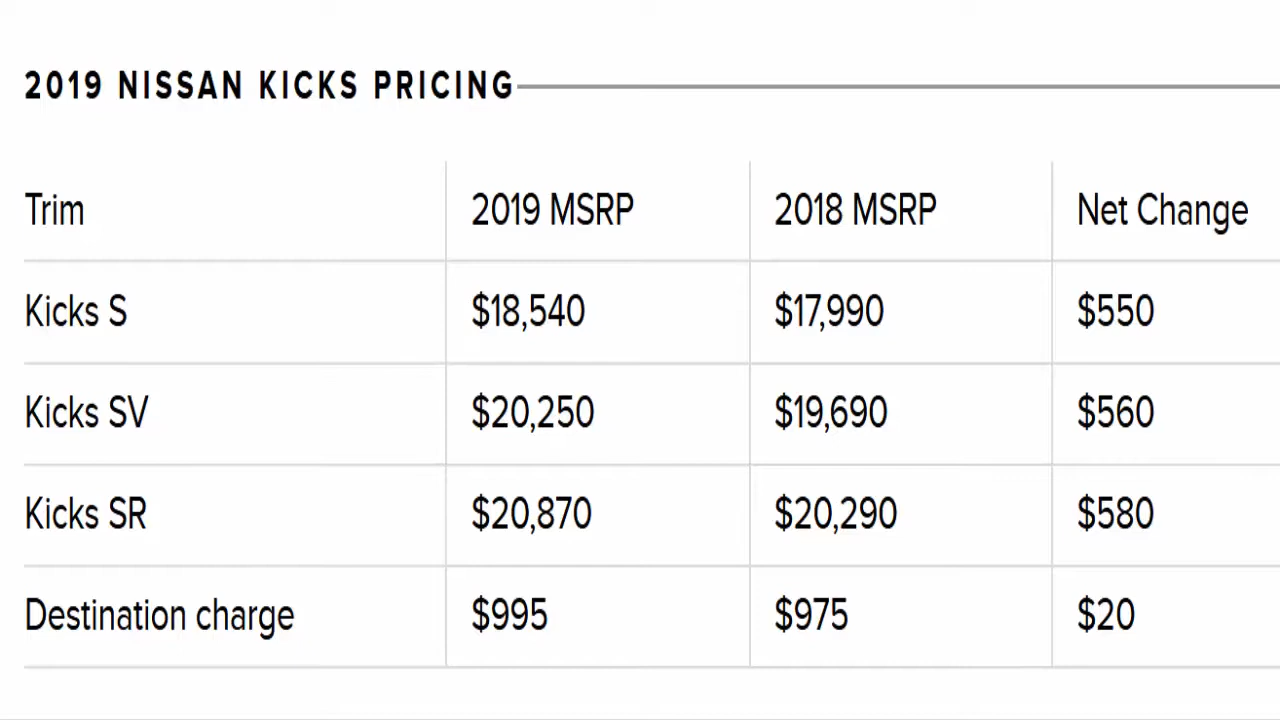 2019 NISSAN KICKS PRICING
Trim 2019 MSRP 2018 MSRP Net Change
Kicks S $18,540 $17,990 $550
Kicks SV $20,250 $19,690 $560
Kicks SR $20,870 $20,290 $580
Destination charge $995 $975 $20